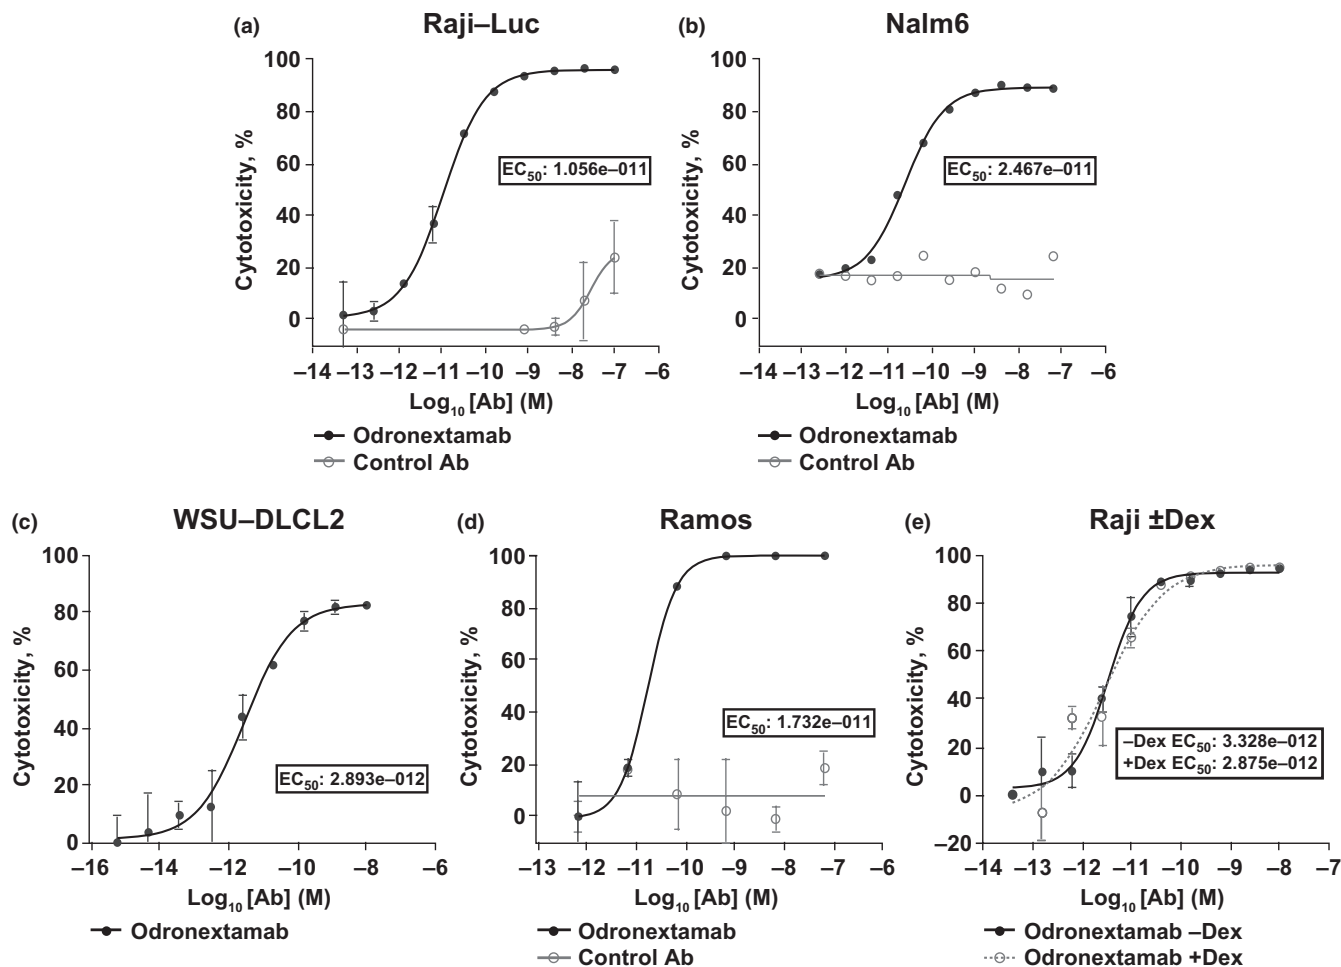 (a) Raji–Luc
Cytotoxicity, %
100
80
60
40
20
0
EC50: 1.056e–011
–14 –13 –12 –11 –10 –9 –8 –7 –6
Log10 [Ab] (M)
Odronextamab
Control Ab
(b) Nalm6
Cytotoxicity, %
100
80
60
40
20
0
EC50: 2.467e–011
–14 –13 –12 –11 –10 –9 –8 –7 –6
Log10 [Ab] (M)
Odronextamab
Control Ab
(c) WSU–DLCL2
Cytotoxicity, %
100
80
60
40
20
0
EC50: 2.893e–012
–16 –14 –12 –10 –8 –6
Log10 [Ab] (M)
Odronextamab
(d) Ramos
Cytotoxicity, %
100
80
60
40
20
0
EC50: 1.732e–011
–13 –12 –11 –10 –9 –8 –7 –6
Log10 [Ab] (M)
Odronextamab
Control Ab
(e) Raji ±Dex
Cytotoxicity, %
100
80
60
40
20
0
–20
–Dex EC50: 3.328e–012
+Dex EC50: 2.875e–012
–14 –13 –12 –11 –10 –9 –8 –7
Log10 [Ab] (M)
Odronextamab –Dex
Odronextamab +Dex